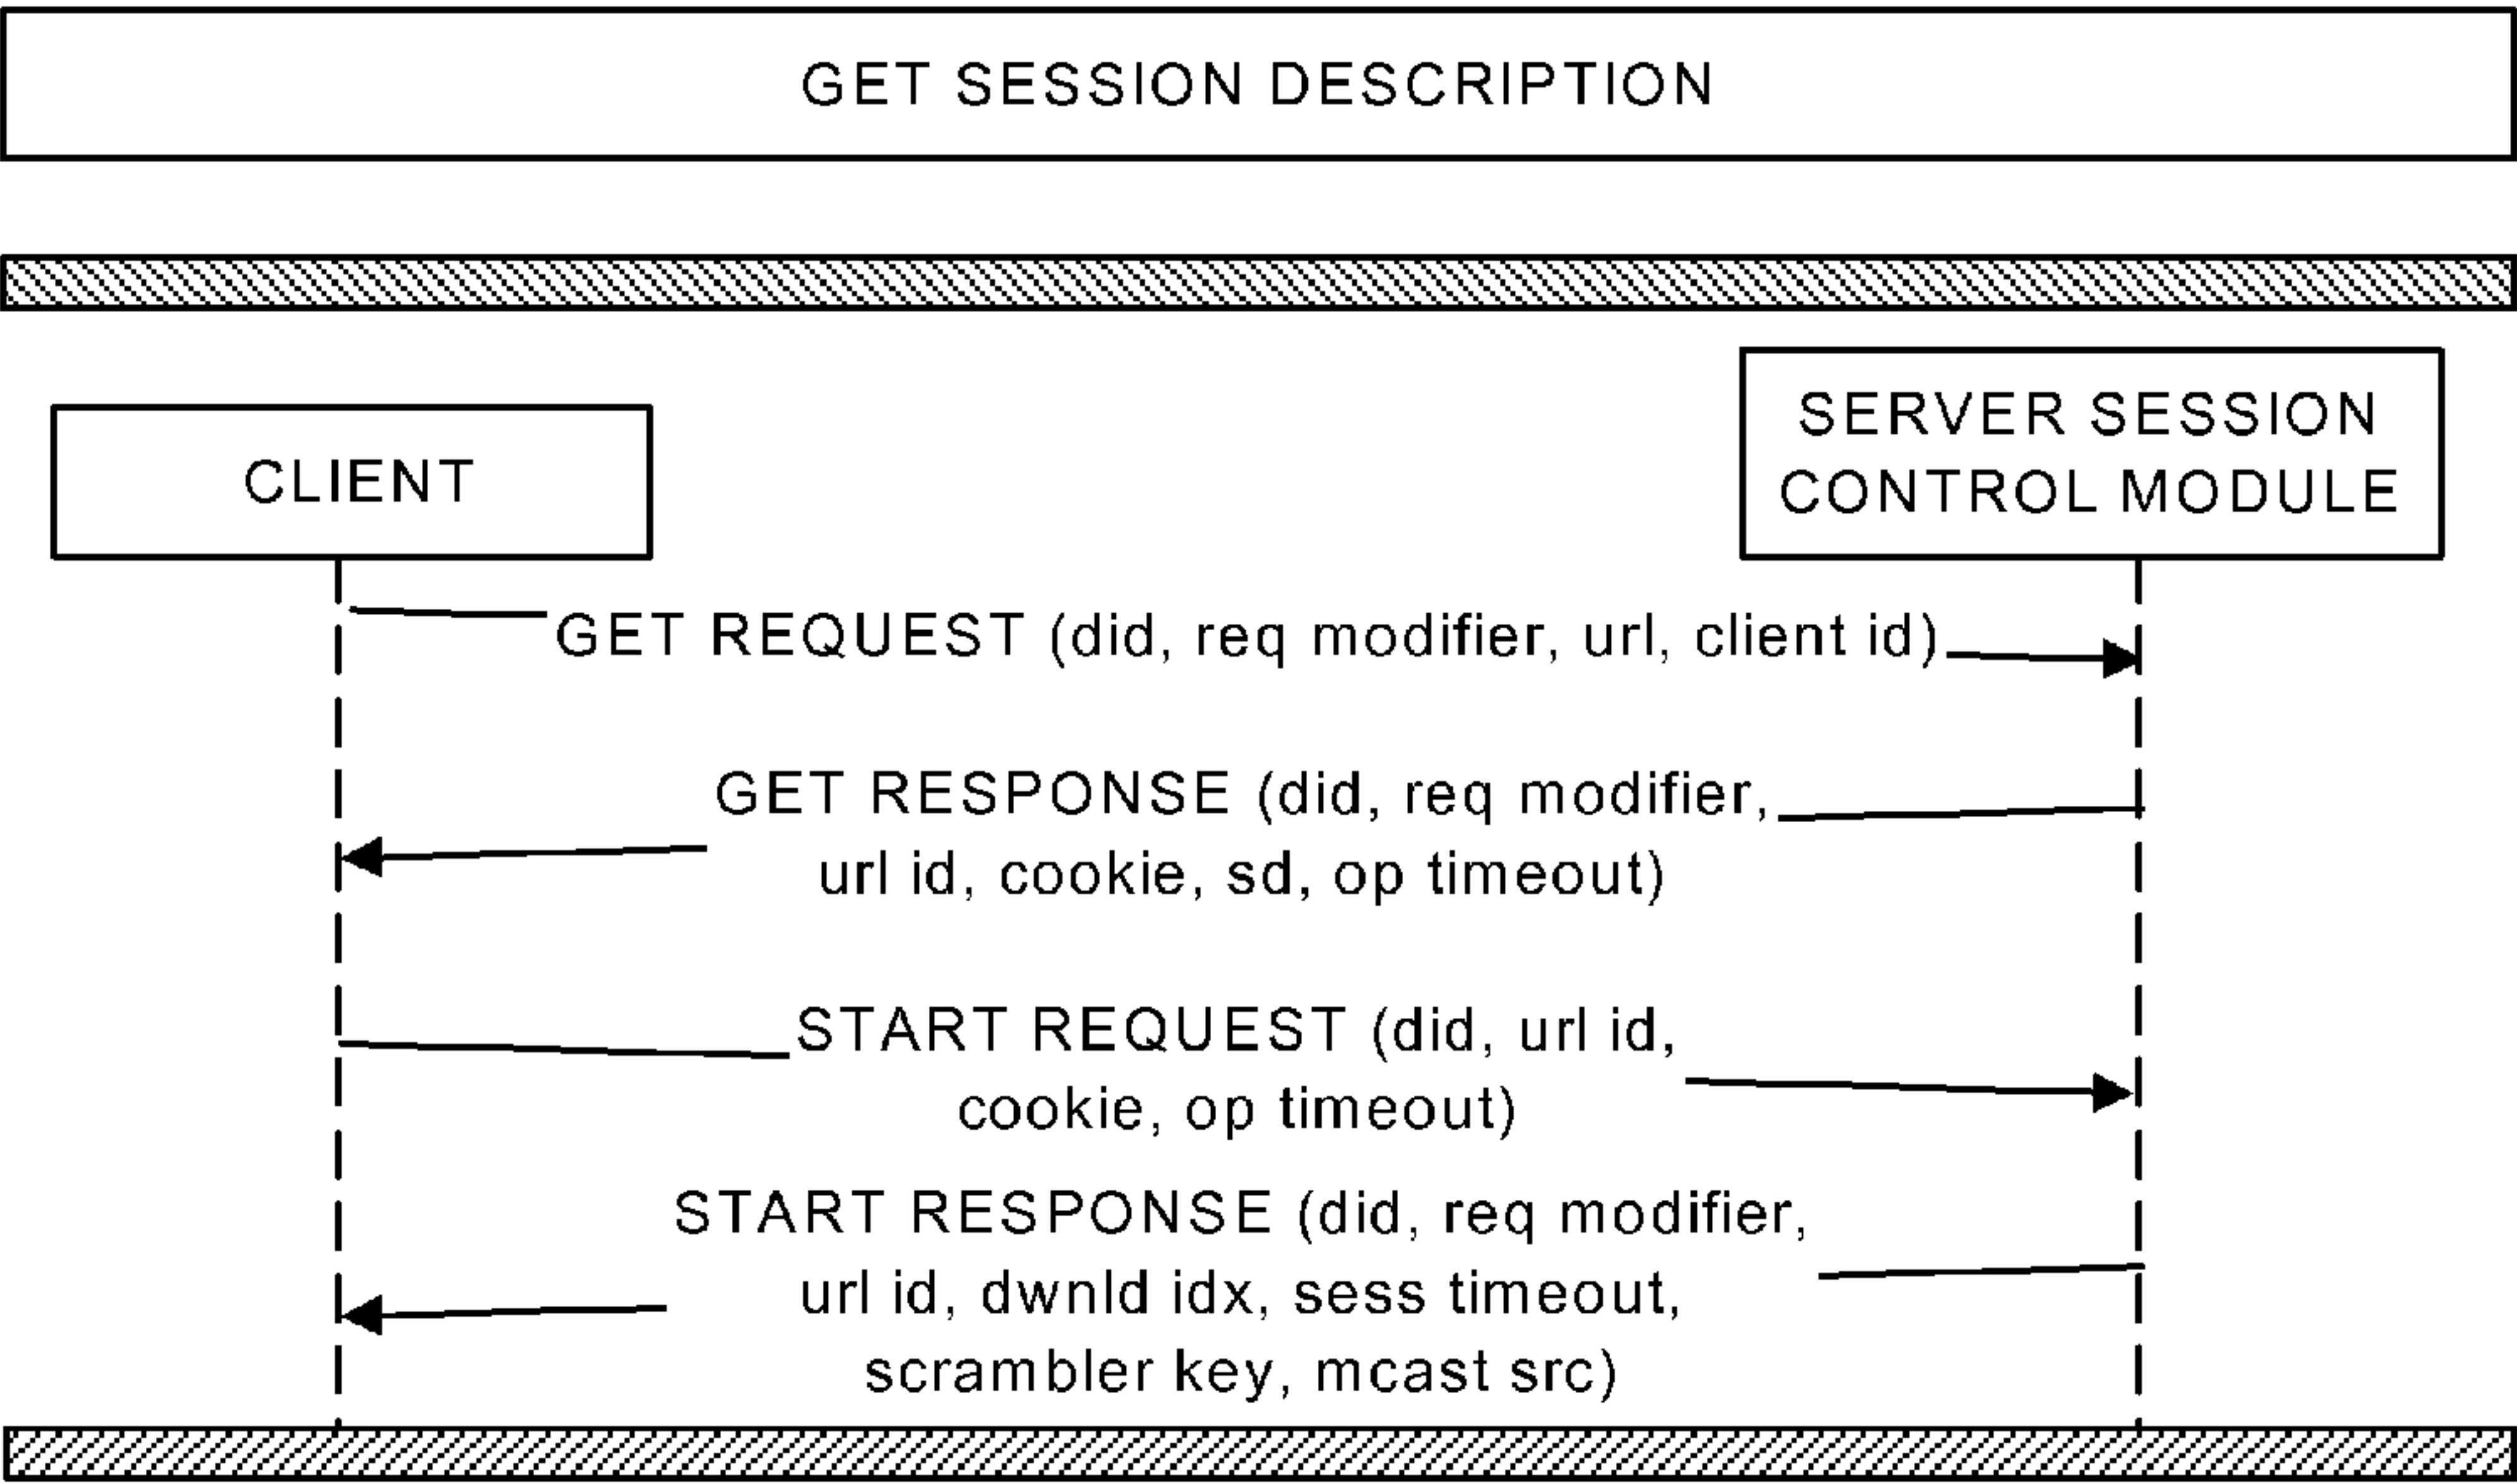 GET SESSION DESCRIPTION
CLIENT
SERVER SESSION
CONTROL MODULE
GET REQUEST (did, req modifier, url, client id)
GET RESPONSE (did, req modifier,
url id, cookie, sd, op timeout)
START REQUEST (did, url id,
cookie, op timeout)
START RESPONSE (did, req modifier,
url id, dwnld idx, sess timeout,
scrambler key, mcast src)